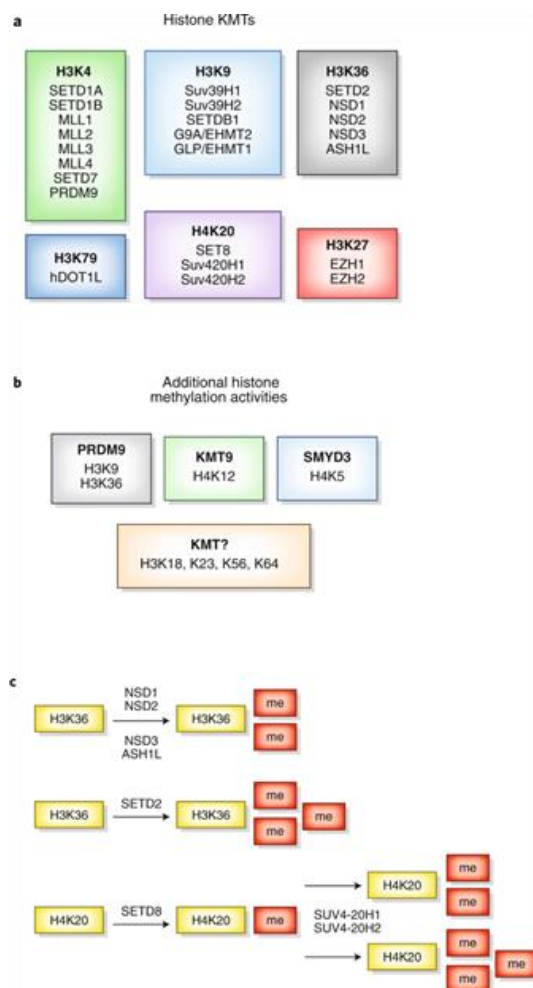 a
Histone KMTs
H3K4
SETD1A
SETD1B
MLL1
MLL2
MLL3
MLL4
SETD7
PRDM9
H3K9
Suv39H1
Suv39H2
SETDB1
G9A/EHMT2
GLP/EHMT1
H3K36
SETD2
NSD1
NSD2
NSD3
ASH1L
H3K79
hDOT1L
H4K20
SET8
Suv420H1
Suv420H2
H3K27
EZH1
EZH2
b
Additional histone
methylation activities
PRDM9
H3K9
H3K36
KMT9
H4K12
SMYD3
H4K5
KMT?
H3K18, K23, K56, K64
c
H3K36
NSD1
NSD2
NSD3
ASH1L
H3K36
me
me
H3K36
SETD2
H3K36
me
me
me
H4K20
SETD8
H4K20
me
SUV4-20H1
SUV4-20H2
H4K20
me
me
H4K20
me
me
me